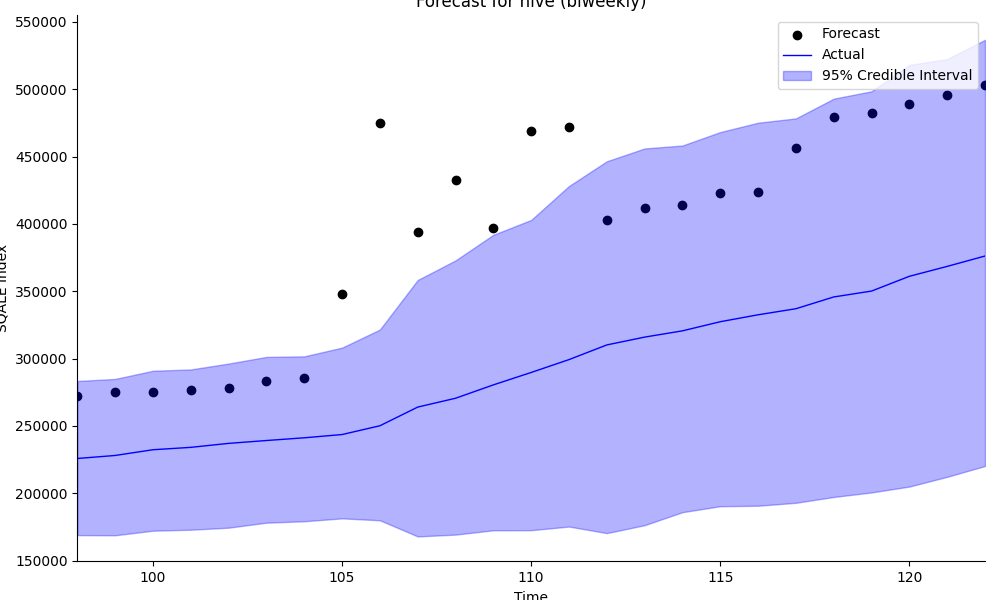 Forecast for hive (biweekly)
Forecast
Actual
95% Credible Interval
550000
500000
450000
400000
350000
300000
250000
200000
150000
SQALE Index
100
105
110
115
120
Time